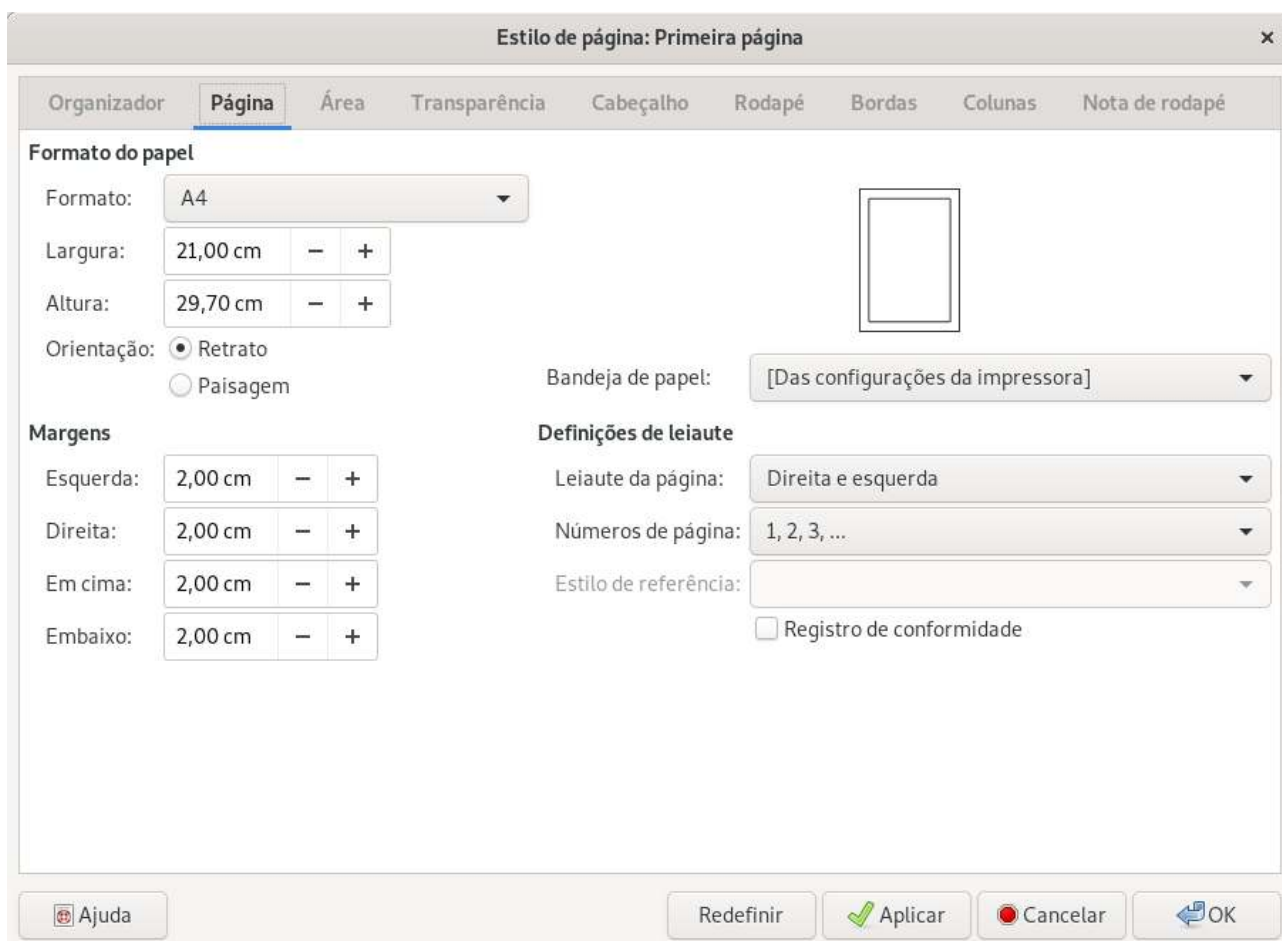 Estilo de página: Primeira página
Organizador Página Área Transparência Cabeçalho Rodapé Bordas Colunas Nota de rodapé
Formato do papel
Formato: A4
Largura: 21,00 cm
Altura: 29,70 cm
Orientação: Retrato
Paisagem
Bandeja de papel: [Das configurações da impressora]
Margens
Esquerda: 2,00 cm
Direita: 2,00 cm
Em cima: 2,00 cm
Embaixo: 2,00 cm
Definições de leiaute
Leiaute da página: Direita e esquerda
Números de página: 1, 2, 3, ...
Estilo de referência:
Registro de conformidade
Ajuda Redefinir Aplicar Cancelar OK